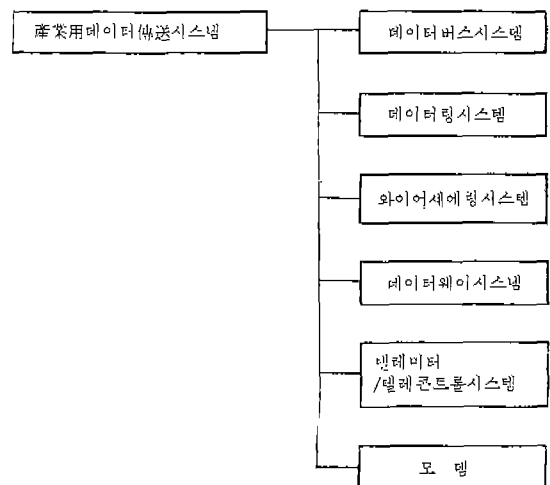 產業用데이터傳送시스템
데이터버스시스템
데이터링시스템
와이어세어링시스템
데이터웨이시스템
텔레미터
/텔레콘트롤시스템
모 뎀